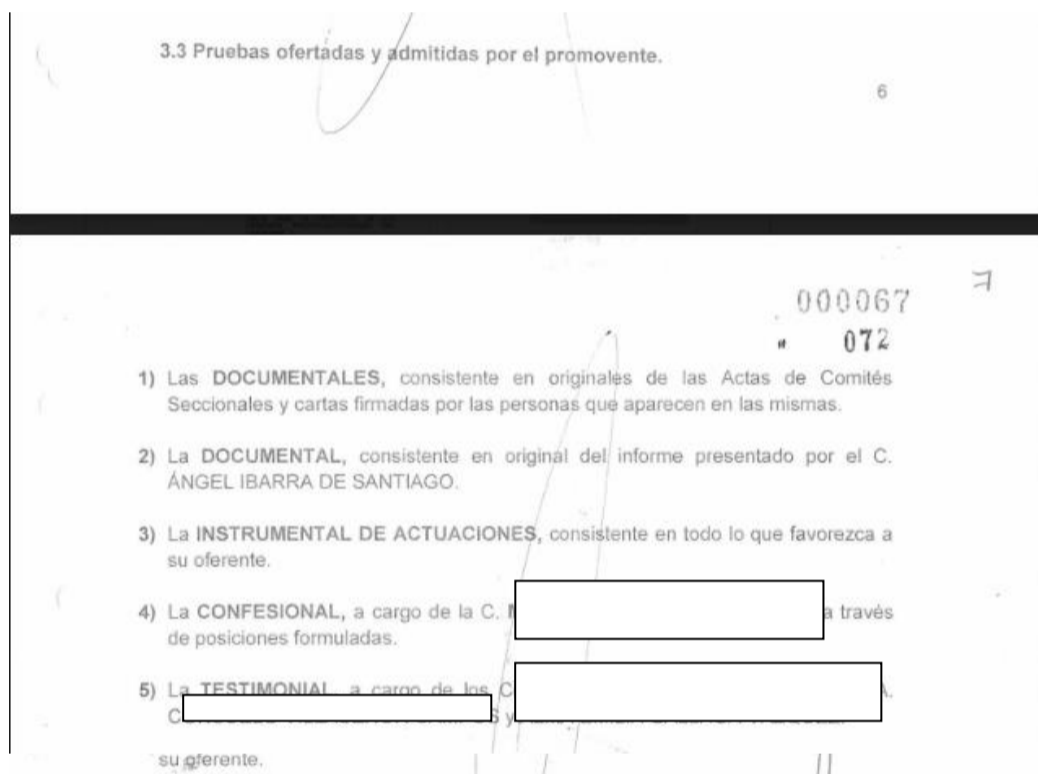 3.3 Pruebas ofertadas y admitidas por el promovente.
6
7
000067
072
1) Las DOCUMENTALES, consistente en originales de las Actas de Comités
Seccionales y cartas firmadas por las personas que aparecen en las mismas.
2) La DOCUMENTAL, consistente en original del informe presentado por el C.
ÁNGEL IBARRA DE SANTIAGO.
3) La INSTRUMENTAL DE ACTUACIONES, consistente en todo lo que favorezca a
su oferente.
4) La CONFESIONAL, a cargo de la C. a través
de posiciones formuladas.
5) La TESTIMONIAL, a cargo de los C
y
su oferente.